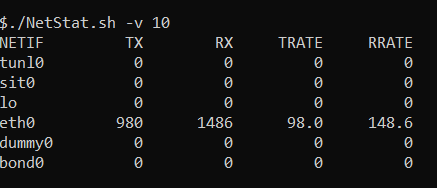 $./NetStat.sh -v 10
NETIF TX RX TRATE RRATE
tunl0 0 0 0 0
sit0 0 0 0 0
lo 0 0 0 0
eth0 980 1486 98.0 148.6
dummy0 0 0 0 0
bond0 0 0 0 0